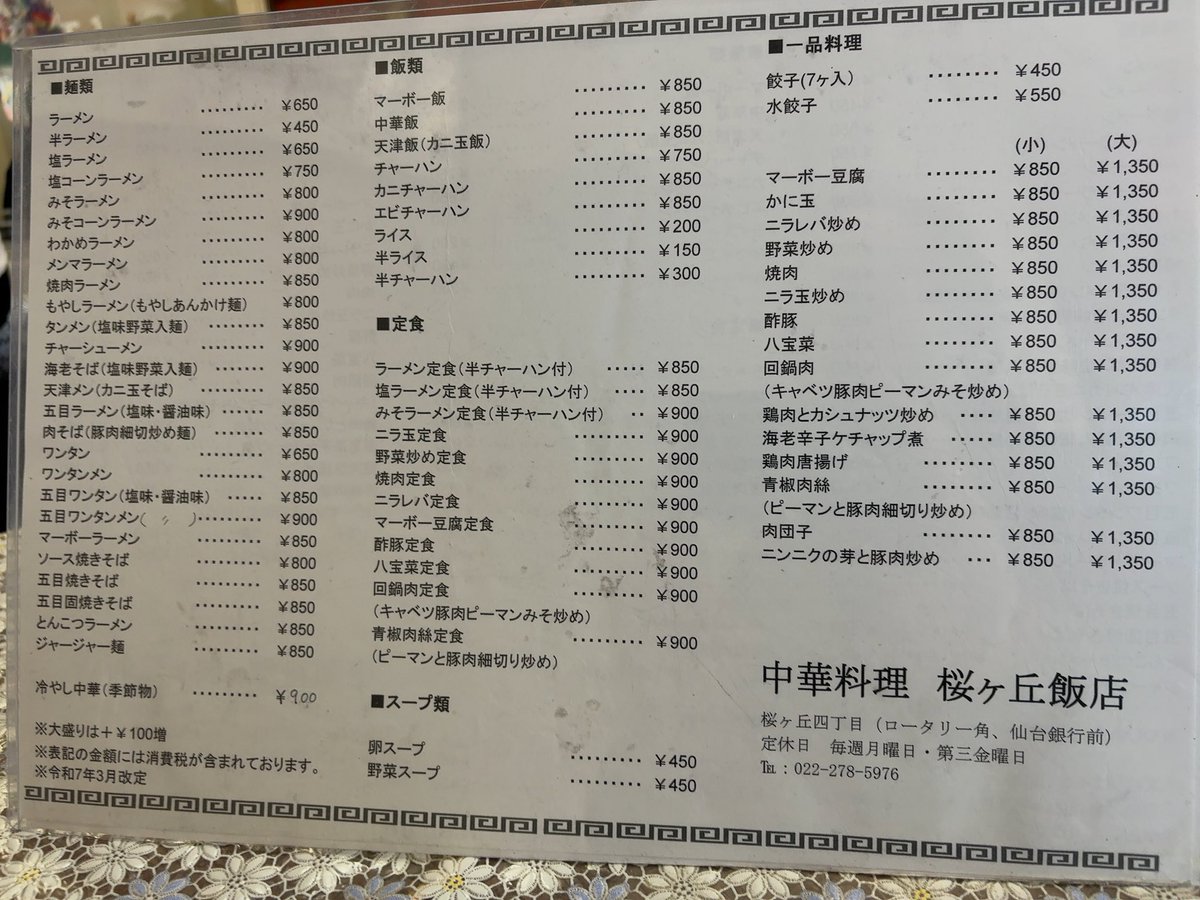 ■麺類
ラーメン ········· ￥650
半ラーメン ········· ￥450
塩ラーメン ········· ￥650
塩コーンラーメン ········· ￥750
みそラーメン ········· ￥800
みそコーンラーメン ········· ￥900
わかめラーメン ········· ￥800
メンマラーメン ········· ￥800
焼肉ラーメン ········· ￥850
もやしラーメン(もやしあんかけ麺) ￥800
タンメン(塩味野菜入麺) ········ ￥850
チャーシューメン ········· ￥900
海老そば(塩味野菜入麺) ········ ￥900
天津メン(カニ玉そば) ········ ￥850
五目ラーメン(塩味・醤油味) ······ ￥850
肉そば(豚肉細切炒め麺) ······· ￥850
ワンタン ········· ￥650
ワンタンメン ········· ￥800
五目ワンタン(塩味・醤油味) ····· ￥850
五目ワンタンメン( 〃 ) ········· ￥900
マーボーラーメン ········· ￥850
ソース焼きそば ········· ￥800
五目焼きそば ········· ￥850
五目固焼きそば ········· ￥850
とんこつラーメン ········· ￥850
ジャージャー麺 ········· ￥850
冷やし中華(季節物) ········· ￥900
※大盛りは＋￥100増
※表記の金額には消費税が含まれております。
※令和7年3月改定
■飯類
マーボー飯 ········· ￥850
中華飯 ········· ￥850
天津飯(カニ玉飯) ········· ￥850
チャーハン ········· ￥750
カニチャーハン ········· ￥850
エビチャーハン ········· ￥850
ライス ········· ￥200
半ライス ········· ￥150
半チャーハン ········· ￥300
■定食
ラーメン定食(半チャーハン付) ····· ￥850
塩ラーメン定食(半チャーハン付) ···· ￥850
みそラーメン定食(半チャーハン付) ·· ￥900
ニラ玉定食 ········· ￥900
野菜炒め定食 ········· ￥900
焼肉定食 ········· ￥900
ニラレバ定食 ········· ￥900
マーボー豆腐定食 ········· ￥900
酢豚定食 ········· ￥900
八宝菜定食 ········· ￥900
回鍋肉定食 ········· ￥900
(キャベツ豚肉ピーマンみそ炒め)
青椒肉絲定食 ········· ￥900
(ピーマンと豚肉細切り炒め)
■スープ類
卵スープ ········· ￥450
野菜スープ ········· ￥450
■一品料理
餃子(7ヶ入) ········ ￥450
水餃子 ········ ￥550
(小) (大)
マーボー豆腐 ········ ￥850 ￥1,350
かに玉 ········ ￥850 ￥1,350
ニラレバ炒め ········ ￥850 ￥1,350
野菜炒め ········ ￥850 ￥1,350
焼肉 ········ ￥850 ￥1,350
ニラ玉炒め ········ ￥850 ￥1,350
酢豚 ········ ￥850 ￥1,350
八宝菜 ········ ￥850 ￥1,350
回鍋肉 ········ ￥850 ￥1,350
(キャベツ豚肉ピーマンみそ炒め)
鶏肉とカシュナッツ炒め ···· ￥850 ￥1,350
海老辛子ケチャップ煮 ····· ￥850 ￥1,350
鶏肉唐揚げ ········ ￥850 ￥1,350
青椒肉絲 ········ ￥850 ￥1,350
(ピーマンと豚肉細切り炒め)
肉団子 ········ ￥850 ￥1,350
ニンニクの芽と豚肉炒め ··· ￥850 ￥1,350
中華料理 桜ヶ丘飯店
桜ヶ丘四丁目（ロータリー角、仙台銀行前）
定休日 毎週月曜日・第三金曜日
℡：022-278-5976